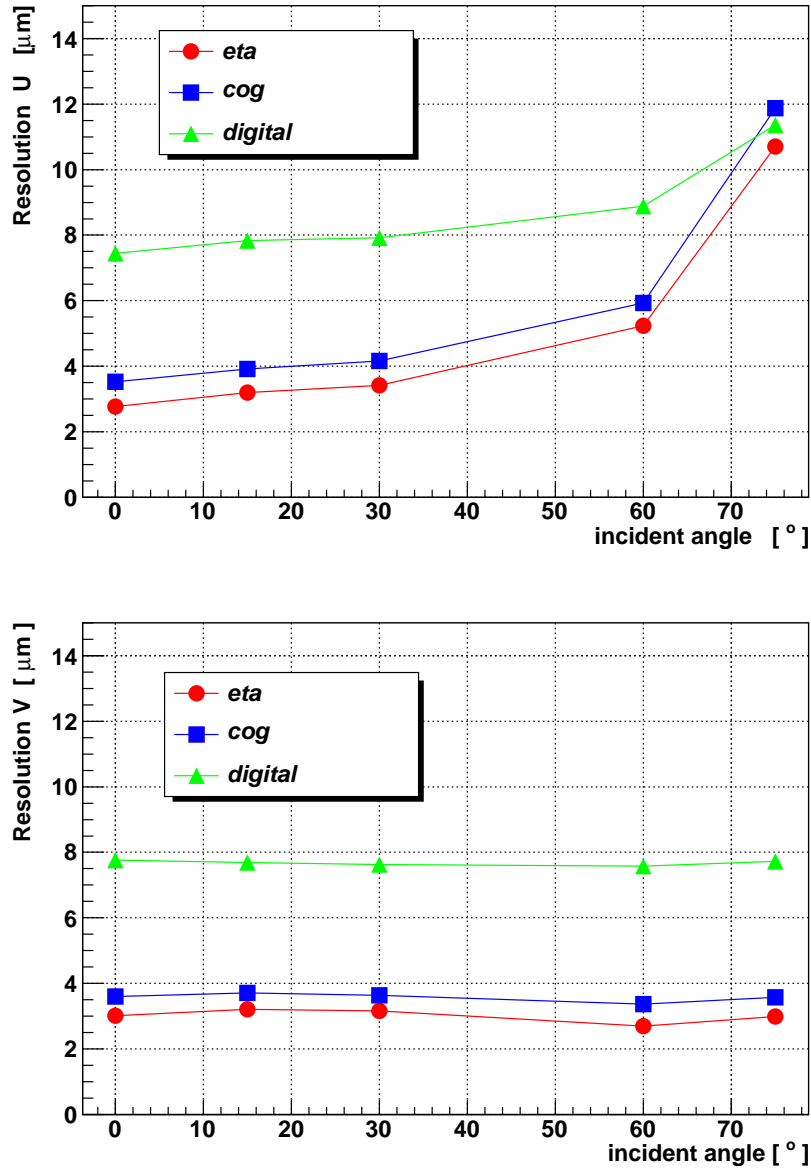 Resolution U [μm]
14
12
10
8
6
4
2
0
eta
cog
digital
0 10 20 30 40 50 60 70
incident angle [ ° ]
Resolution V [ μm ]
14
12
10
8
6
4
2
0
eta
cog
digital
0 10 20 30 40 50 60 70
incident angle [ ° ]